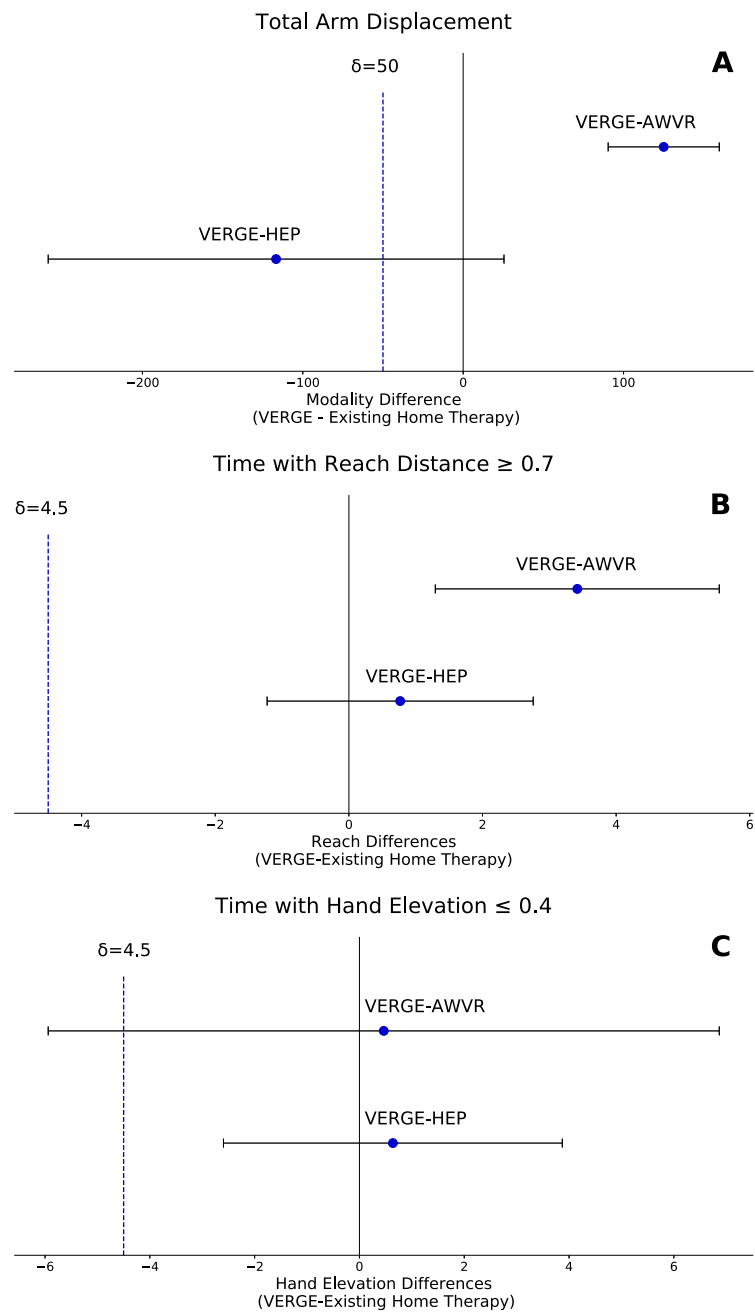 Total Arm Displacement
A
δ=50
VERGE-AWVR
VERGE-HEP
−200 −100 0 100
Modality Difference
(VERGE - Existing Home Therapy)
Time with Reach Distance ≥ 0.7
B
δ=4.5
VERGE-AWVR
VERGE-HEP
−4 −2 0 2 4 6
Reach Differences
(VERGE-Existing Home Therapy)
Time with Hand Elevation ≤ 0.4
C
δ=4.5
VERGE-AWVR
VERGE-HEP
−6 −4 −2 0 2 4 6
Hand Elevation Differences
(VERGE-Existing Home Therapy)